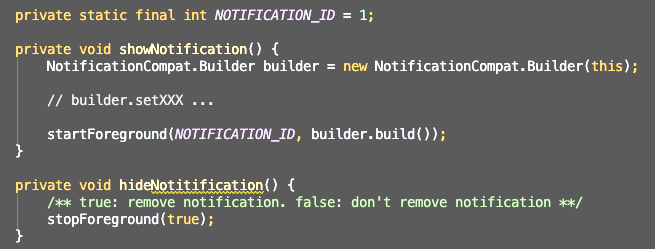 private static final int NOTIFICATION_ID = 1;
private void showNotification() {
NotificationCompat.Builder builder = new NotificationCompat.Builder(this);
// builder.setXXX ...
startForeground(NOTIFICATION_ID, builder.build());
}
private void hideNotitification() {
/** true: remove notification. false: don't remove notification **/
stopForeground(true);
}